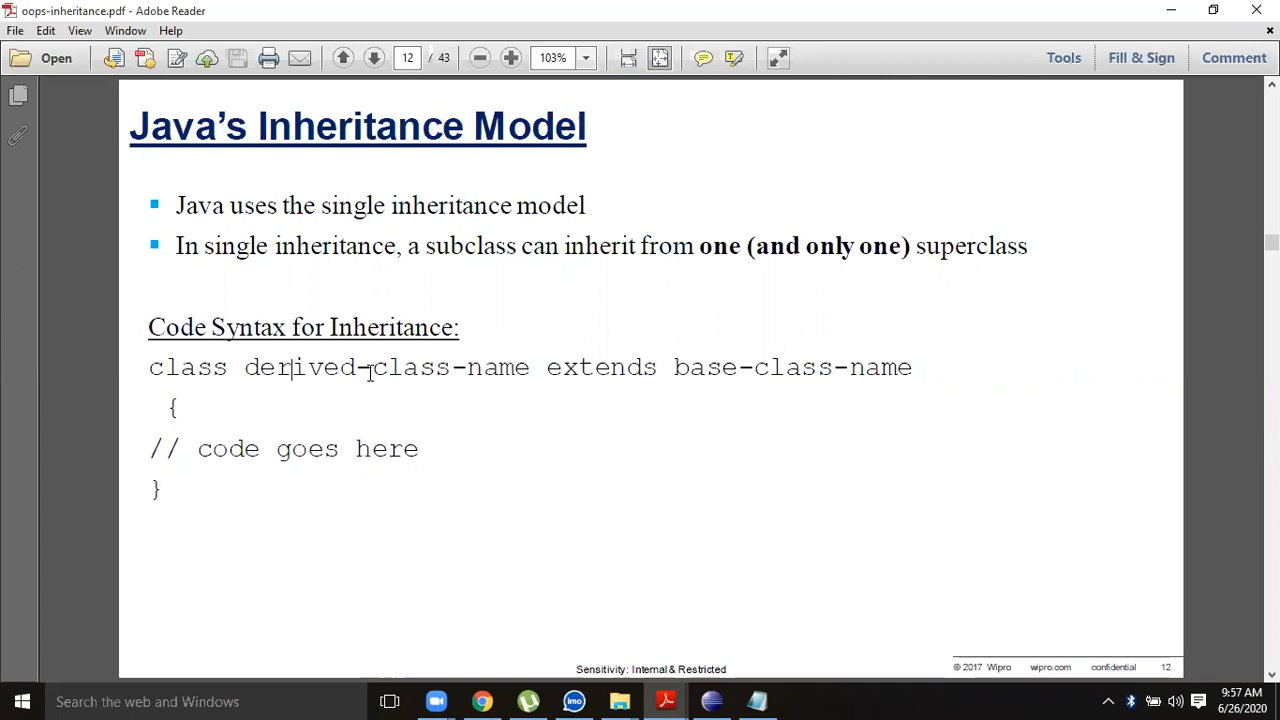 oops-inheritance.pdf - Adobe Reader
File Edit View Window Help
Open 12 / 43 103% Tools Fill & Sign Comment
Java's Inheritance Model
Java uses the single inheritance model
In single inheritance, a subclass can inherit from one (and only one) superclass
Code Syntax for Inheritance:
class derived-class-name extends base-class-name
{
// code goes here
}
Sensitivity: Internal & Restricted
© 2017 Wipro wipro.com confidential 12
Search the web and Windows
imo
9:57 AM
6/26/2020